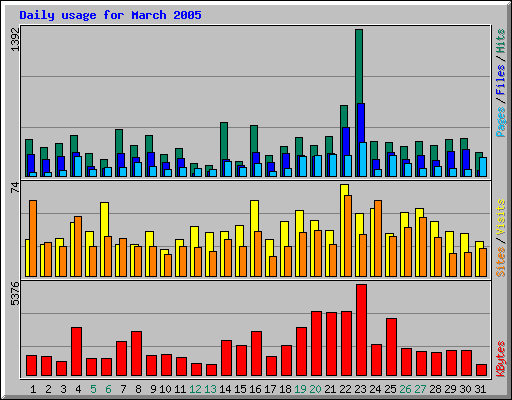 Daily usage for March 2005
1392
Pages / Files / Hits
74
Sites / Visits
5376
KBytes
1 2 3 4 5 6 7 8 9 10 11 12 13 14 15 16 17 18 19 20 21 22 23 24 25 26 27 28 29 30 31